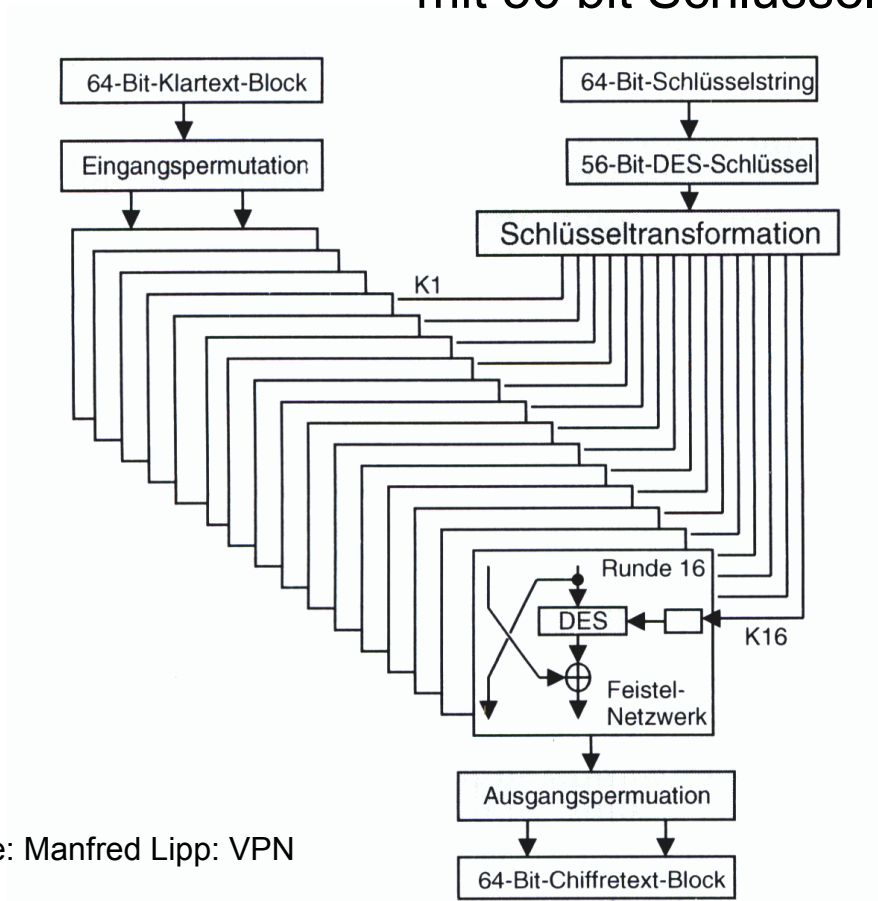 64-Bit-Klartext-Block
Eingangspermutation
64-Bit-Schlüsselstring
56-Bit-DES-Schlüssel
Schlüsseltransformation
K1
Runde 16
DES
K16
Feistel-
Netzwerk
Ausgangspermuation
64-Bit-Chiffretext-Block
Manfred Lipp: VPN